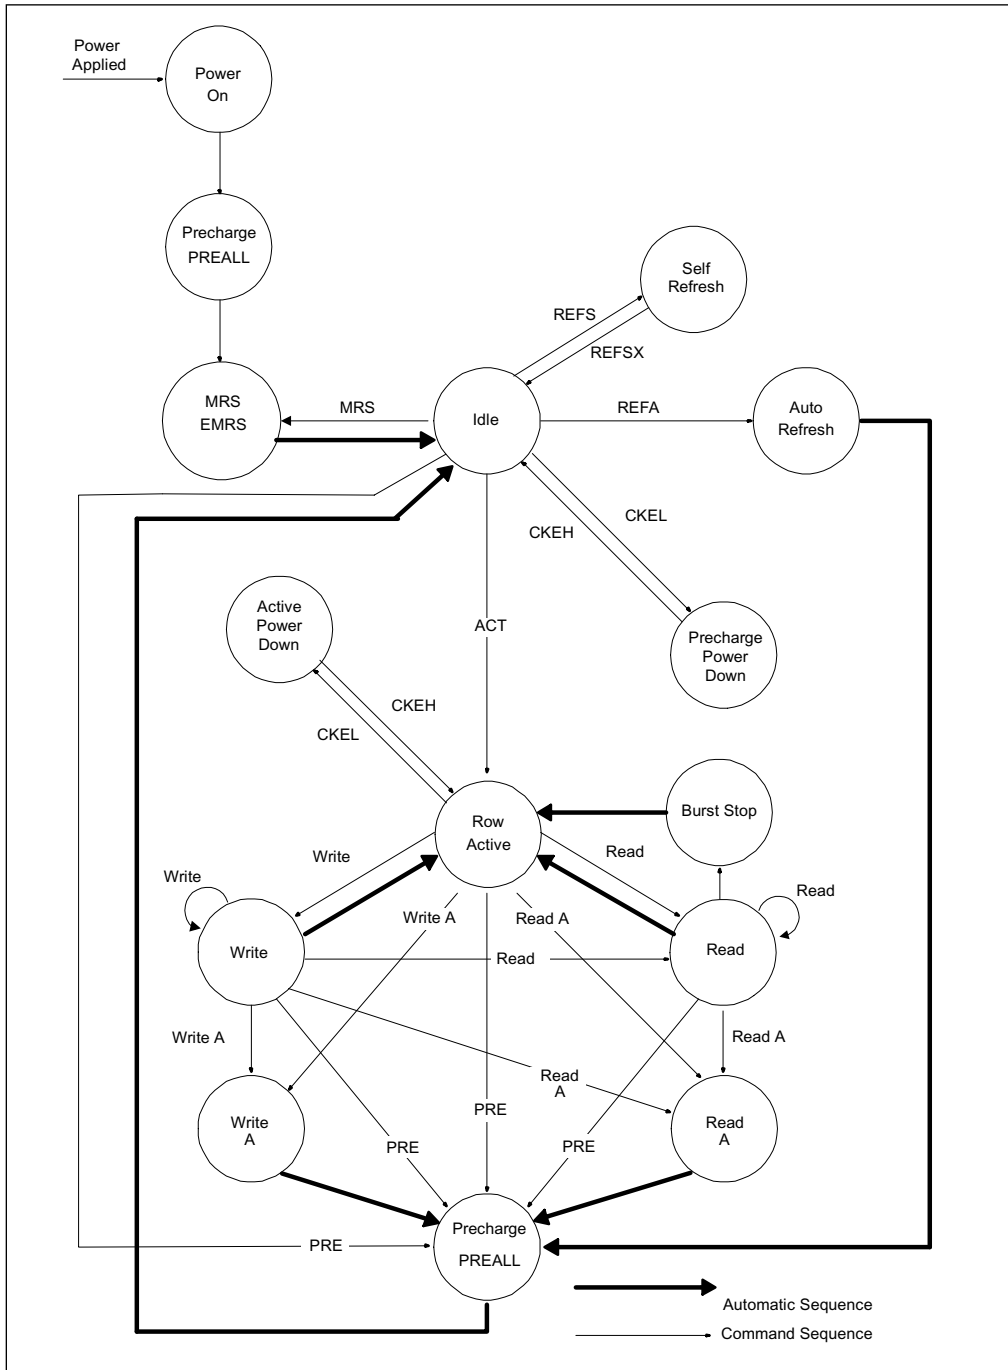 Power
Applied
Power
On
Precharge
PREALL
Self
Refresh
REFS
REFSX
MRS
EMRS
MRS
Idle
REFA
Auto
Refresh
CKEL
CKEH
Active
Power
Down
ACT
Precharge
Power
Down
CKEH
CKEL
Burst Stop
Row
Active
Write
Read
Write
Read
Write A
Read A
Write
Read
Read
Write A
Read A
Read
A
Write
A
PRE
Read
A
PRE
PRE
Precharge
PREALL
PRE
Automatic Sequence
Command Sequence